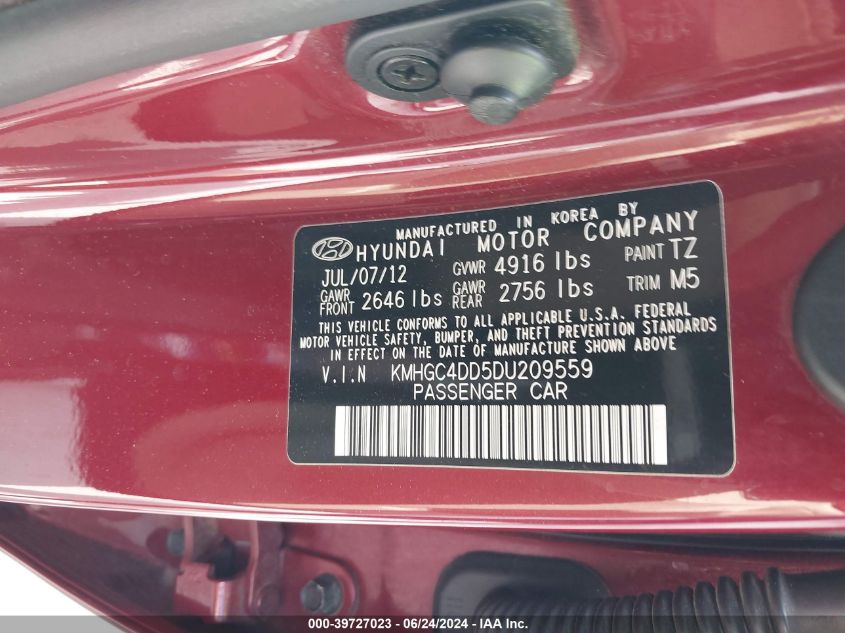 MANUFACTURED IN KOREA BY
HYUNDAI MOTOR COMPANY
JUL/07/12 GVWR 4916 lbs PAINT TZ
GAWR FRONT 2646 lbs GAWR REAR 2756 lbs TRIM M5
THIS VEHICLE CONFORMS TO ALL APPLICABLE U.S.A. FEDERAL
MOTOR VEHICLE SAFETY, BUMPER, AND THEFT PREVENTION STANDARDS
IN EFFECT ON THE DATE OF MANUFACTURE SHOWN ABOVE
V.I.N KMHGC4DD5DU209559
PASSENGER CAR
000-39727023 - 06/24/2024 - IAAI.com